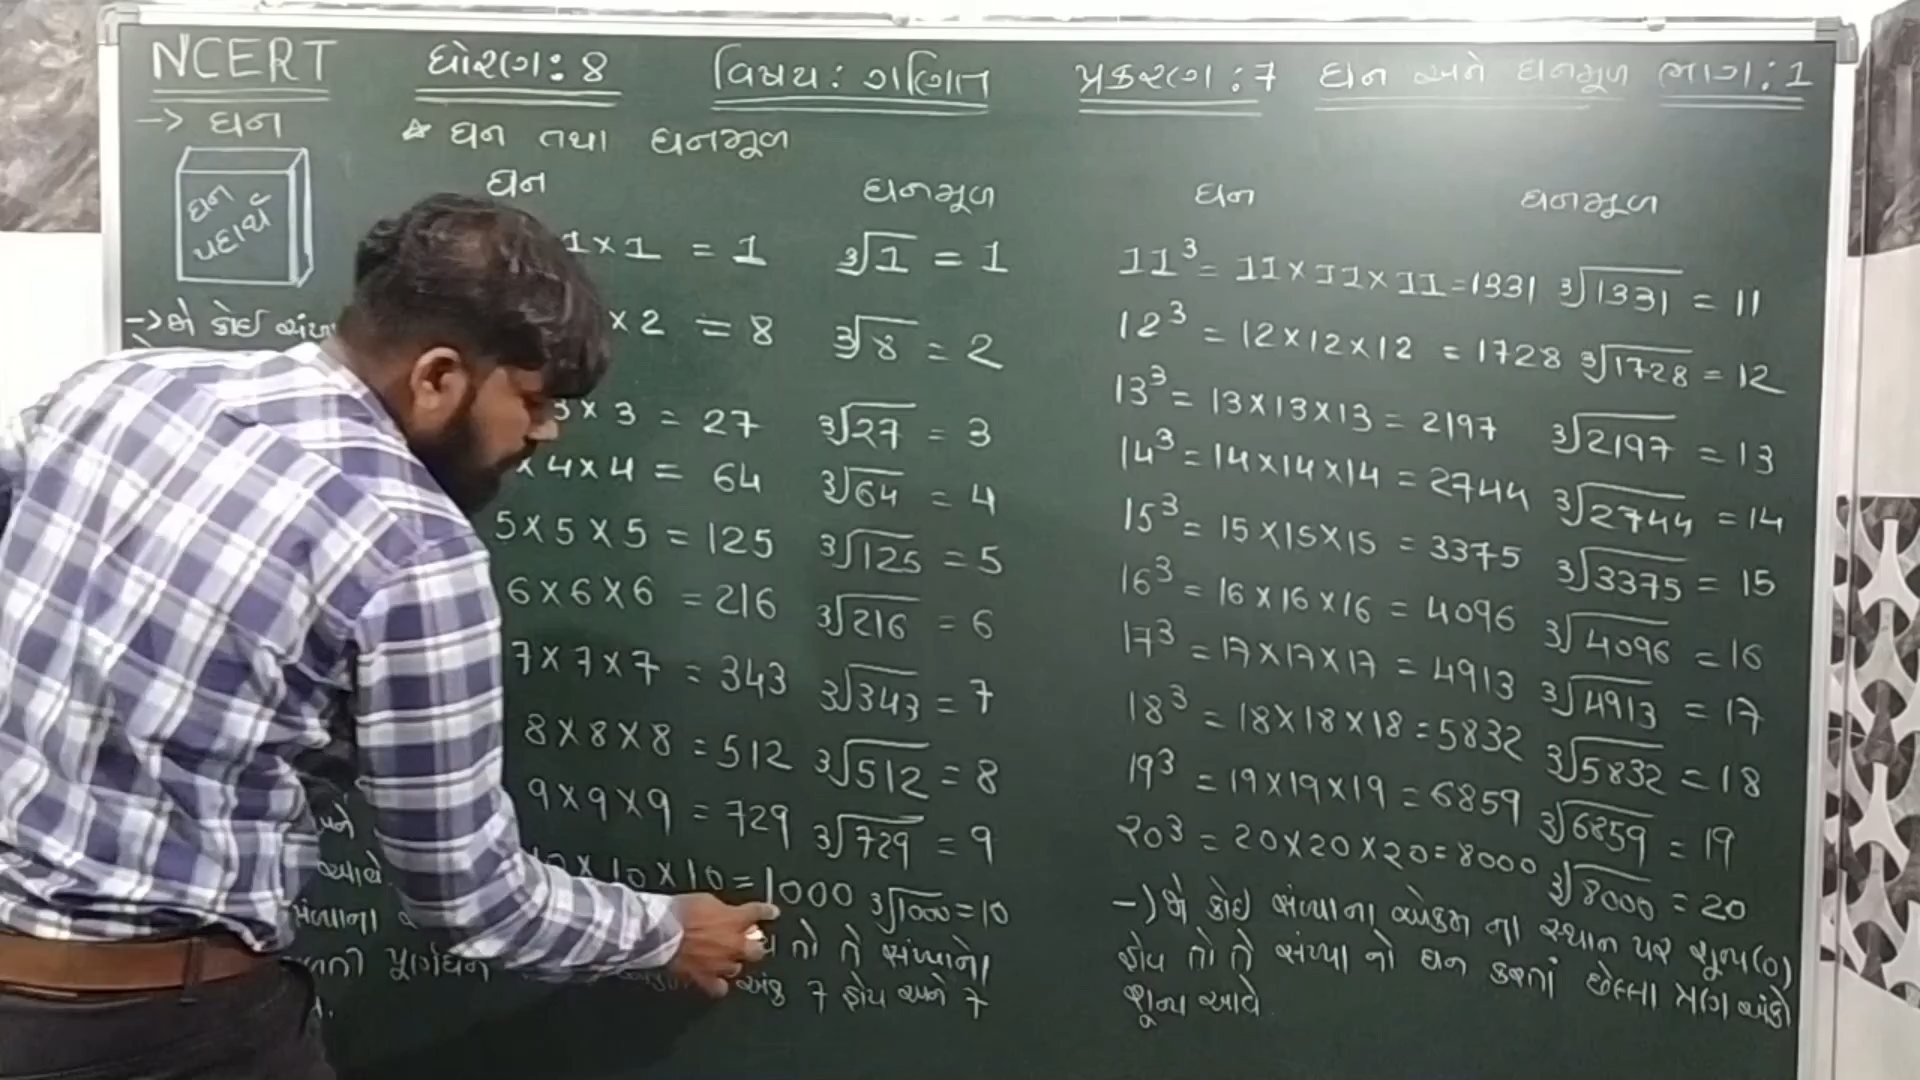 NCERT ધોરણ: 8 વિષય: ગણિત પ્રકરણ: 7 ઘન અને ઘનમૂળ ભાગ: 1
-> ઘન
ઘન
પદાર્થ
-> જો કોઈ
★ ઘન તથા ઘનમૂળ
ઘન ઘનમૂળ
1 × 1 = 1 ∛1 = 1
× 2 = 8 ∛8 = 2
3 × 3 = 27 ∛27 = 3
× 4 × 4 = 64 ∛64 = 4
5 × 5 × 5 = 125 ∛125 = 5
6 × 6 × 6 = 216 ∛216 = 6
7 × 7 × 7 = 343 ∛343 = 7
8 × 8 × 8 = 512 ∛512 = 8
9 × 9 × 9 = 729 ∛729 = 9
10 × 10 × 10 = 1000 ∛1000 = 10
તો તે સંખ્યાનો
પૂર્ણઘન અંક 7 હોય અને 7
ઘન ઘનમૂળ
11³ = 11 × 11 × 11 = 1331 ∛1331 = 11
12³ = 12 × 12 × 12 = 1728 ∛1728 = 12
13³ = 13 × 13 × 13 = 2197 ∛2197 = 13
14³ = 14 × 14 × 14 = 2744 ∛2744 = 14
15³ = 15 × 15 × 15 = 3375 ∛3375 = 15
16³ = 16 × 16 × 16 = 4096 ∛4096 = 16
17³ = 17 × 17 × 17 = 4913 ∛4913 = 17
18³ = 18 × 18 × 18 = 5832 ∛5832 = 18
19³ = 19 × 19 × 19 = 6859 ∛6859 = 19
20³ = 20 × 20 × 20 = 8000 ∛8000 = 20
-> જો કોઈ સંખ્યાના એકમ ના સ્થાન પર શૂન્ય (0)
હોય તો તે સંખ્યા નો ઘન કરતાં છેલ્લા ત્રણ અંકો
શૂન્ય આવે